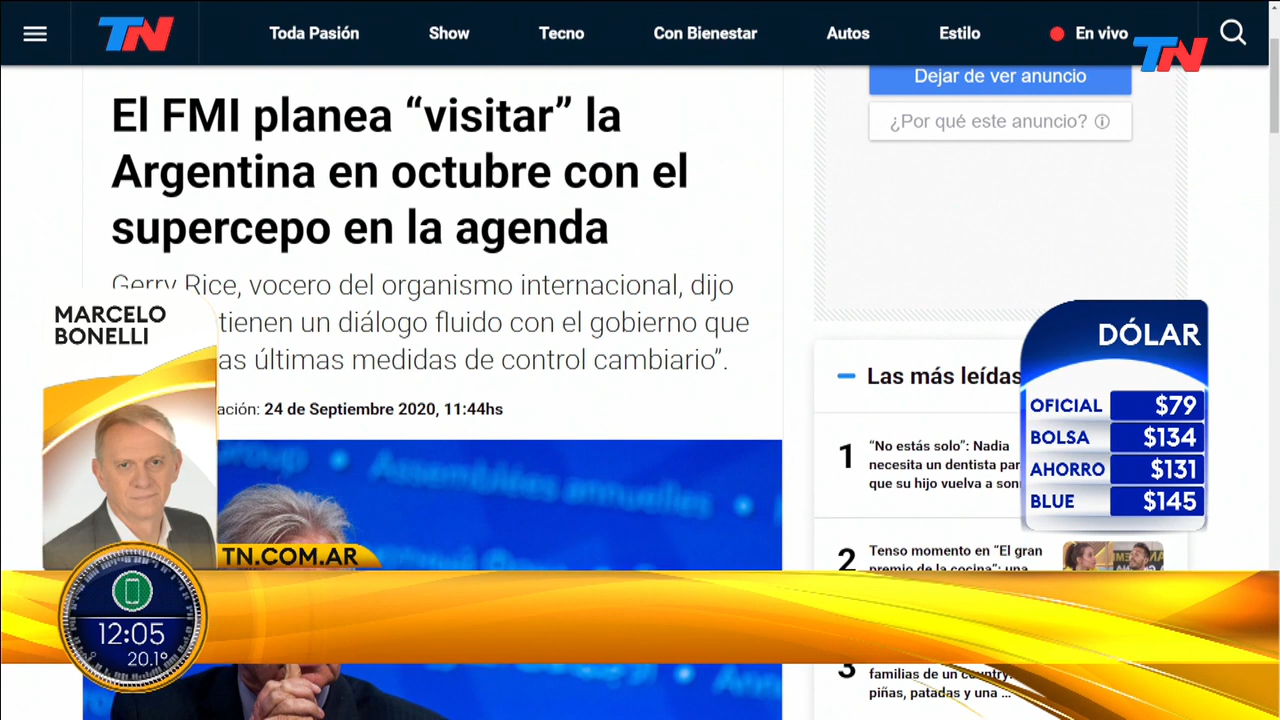 TN
Toda Pasión
Show
Tecno
Con Bienestar
Autos
Estilo
En vivo
TN
El FMI planea “visitar” la
Argentina en octubre con el
supercepo en la agenda
Gerry Rice, vocero del organismo internacional, dijo
tienen un diálogo fluido con el gobierno que
as últimas medidas de control cambiario”.
ación: 24 de Septiembre 2020, 11:44hs
Dejar de ver anuncio
¿Por qué este anuncio?
MARCELO
BONELLI
DÓLAR
OFICIAL $79
BOLSA $134
AHORRO $131
BLUE $145
Las más leídas
1
“No estás solo”: Nadia
necesita un dentista par
que su hijo vuelva a son
2
Tenso momento en “El gran
premio de la cocina”: una
3
familias de un country:
piñas, patadas y una ...
Group • Assemblées annuelles •
TN.COM.AR
12:05
20.1°